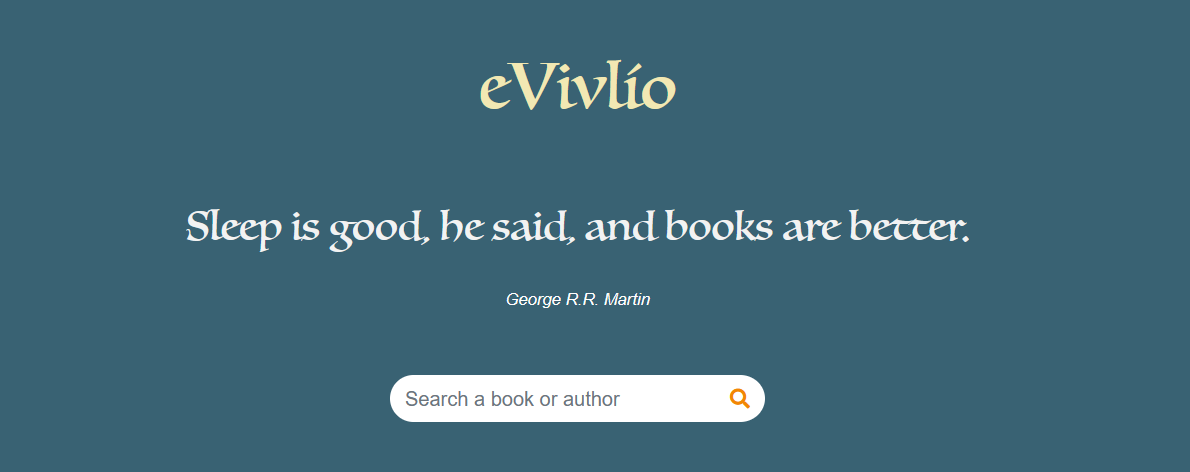 eVivlío
Sleep is good, he said, and books are better.
George R.R. Martin
Search a book or author